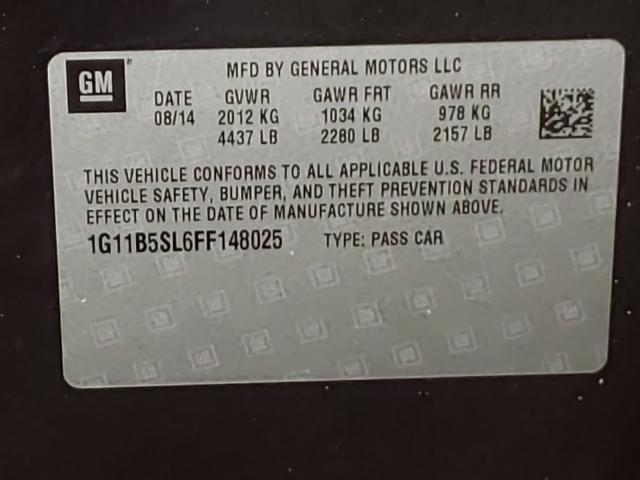 GM
MFD BY GENERAL MOTORS LLC
DATE GVWR GAWR FRT GAWR RR
08/14 2012 KG 1034 KG 978 KG
4437 LB 2280 LB 2157 LB
THIS VEHICLE CONFORMS TO ALL APPLICABLE U.S. FEDERAL MOTOR
VEHICLE SAFETY, BUMPER, AND THEFT PREVENTION STANDARDS IN
EFFECT ON THE DATE OF MANUFACTURE SHOWN ABOVE.
1G11B5SL6FF148025 TYPE: PASS CAR